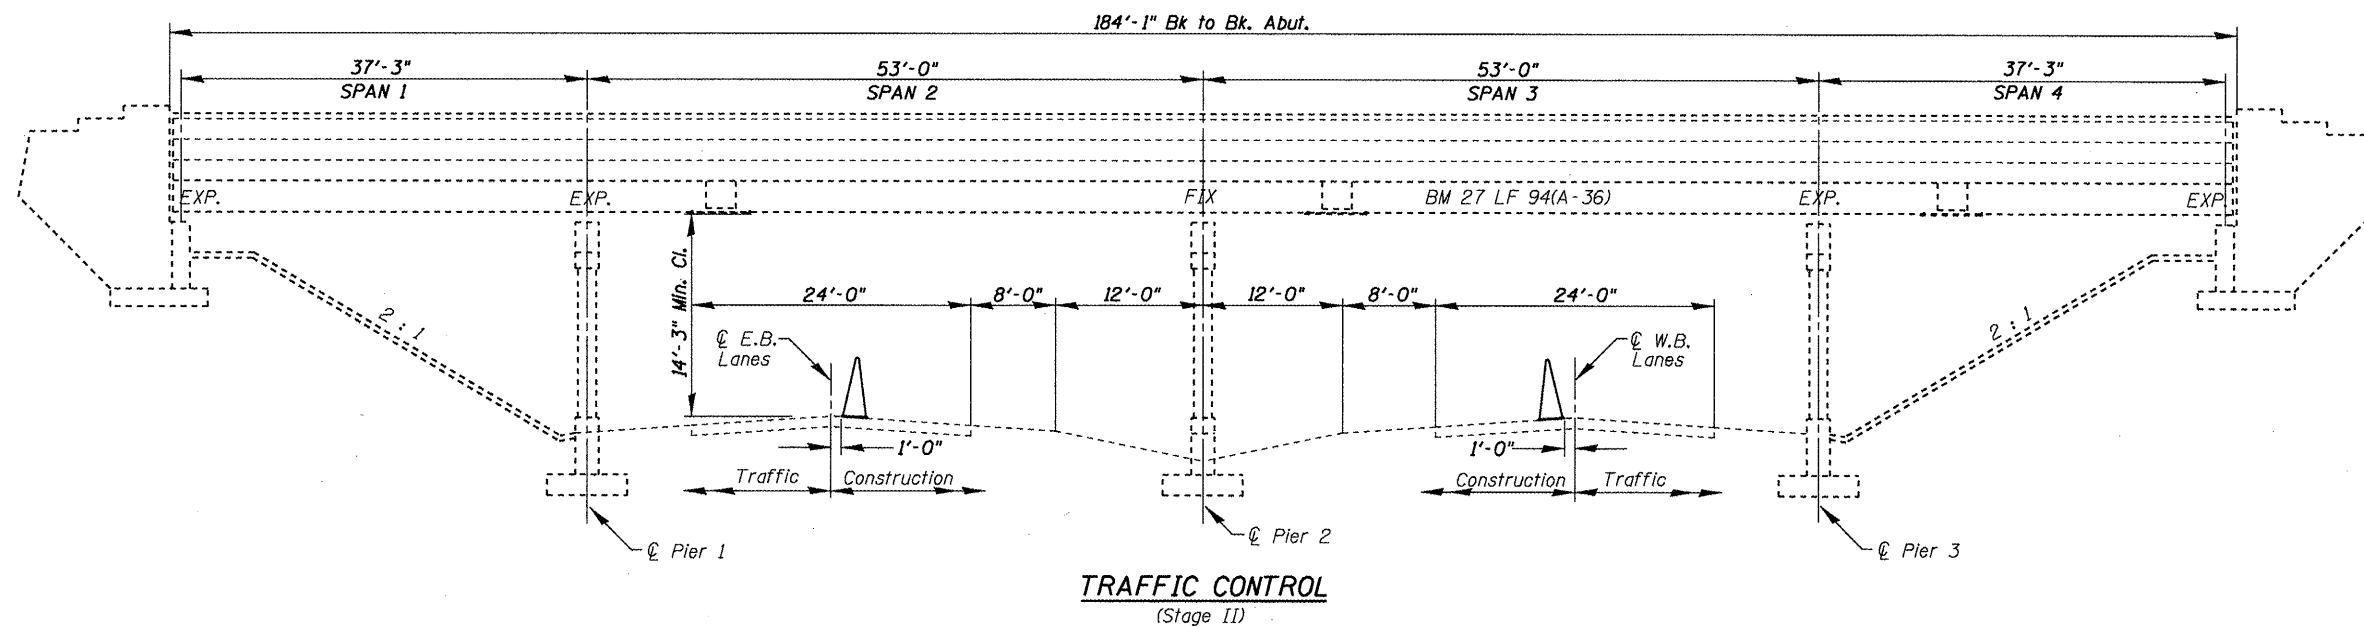 184'-1" Bk to Bk. Abut.
37'-3"
SPAN 1
53'-0"
SPAN 2
53'-0"
SPAN 3
37'-3"
SPAN 4
EXP.
EXP.
FIX
BM 27 LF 94(A-36)
EXP.
EXP.
14'-3" Min. Cl.
24'-0"
8'-0"
12'-0"
12'-0"
8'-0"
24'-0"
2 : 1
2 : 1
℄ E.B.
Lanes
℄ W.B.
Lanes
1'-0"
1'-0"
Traffic
Construction
Construction
Traffic
℄ Pier 1
℄ Pier 2
℄ Pier 3
TRAFFIC CONTROL
(Stage II)